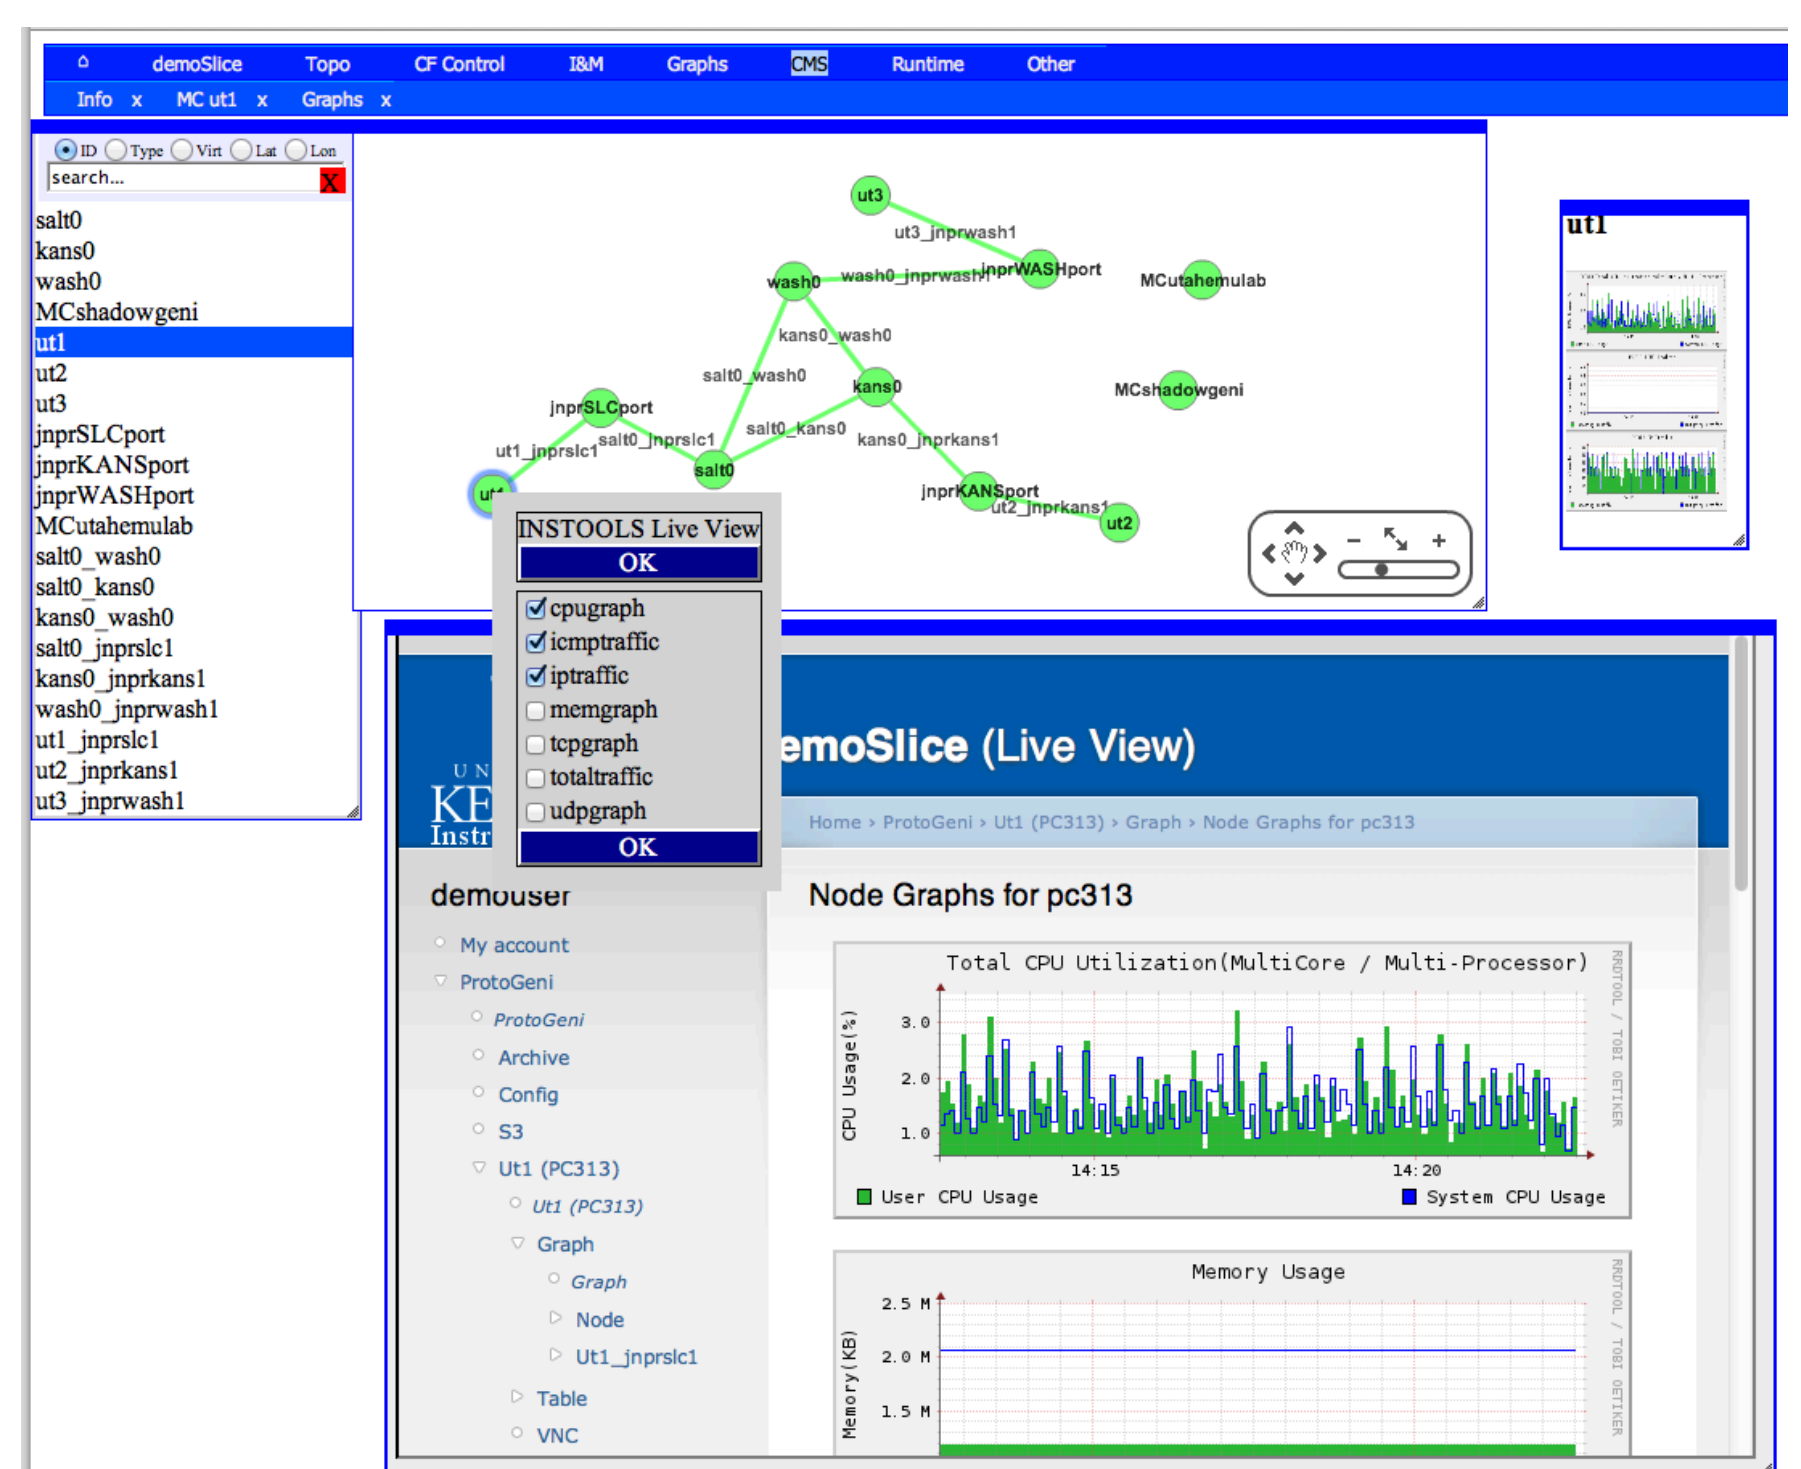 demoSlice Topo CF Control I&M Graphs CMS Runtime Other
Info x MC ut1 x Graphs x
ID Type Virt Lat Lon
search...
X
salt0
kans0
wash0
MCshadowgeni
ut1
ut2
ut3
jnprSLCport
jnprKANSport
jnprWASHport
MCutahemulab
salt0_wash0
salt0_kans0
kans0_wash0
salt0_jnprslc1
kans0_jnprkans1
wash0_jnprwash1
ut1_jnprslc1
ut2_jnprkans1
ut3_jnprwash1
ut3
ut3_jnprwash1
wash0
wash0_jnprwash1
jnprWASHport
MCutahemulab
kans0_wash0
salt0_wash0
kans0
MCshadowgeni
jnprSLCport
salt0_kans0
kans0_jnprkans1
ut1_jnprslc1
salt0_jnprslc1
salt0
ut1
jnprKANSport
ut2_jnprkans1
ut2
ut1
INSTOOLS Live View
OK
cpugraph
icmptraffic
iptraffic
memgraph
tcpgraph
totaltraffic
udpgraph
OK
UN
KE
Instr
emoSlice (Live View)
Home › ProtoGeni › Ut1 (PC313) › Graph › Node Graphs for pc313
demouser
My account
ProtoGeni
ProtoGeni
Archive
Config
S3
Ut1 (PC313)
Ut1 (PC313)
Graph
Graph
Node
Ut1_jnprslc1
Table
VNC
Node Graphs for pc313
Total CPU Utilization(MultiCore / Multi-Processor)
CPU Usage(%)
3.0
2.0
1.0
14:15 14:20
User CPU Usage System CPU Usage
RRDTOOL / TOBI OETIKER
Memory Usage
Memory(KB)
2.5 M
2.0 M
1.5 M
RRDTOOL / TOBI OETIKER